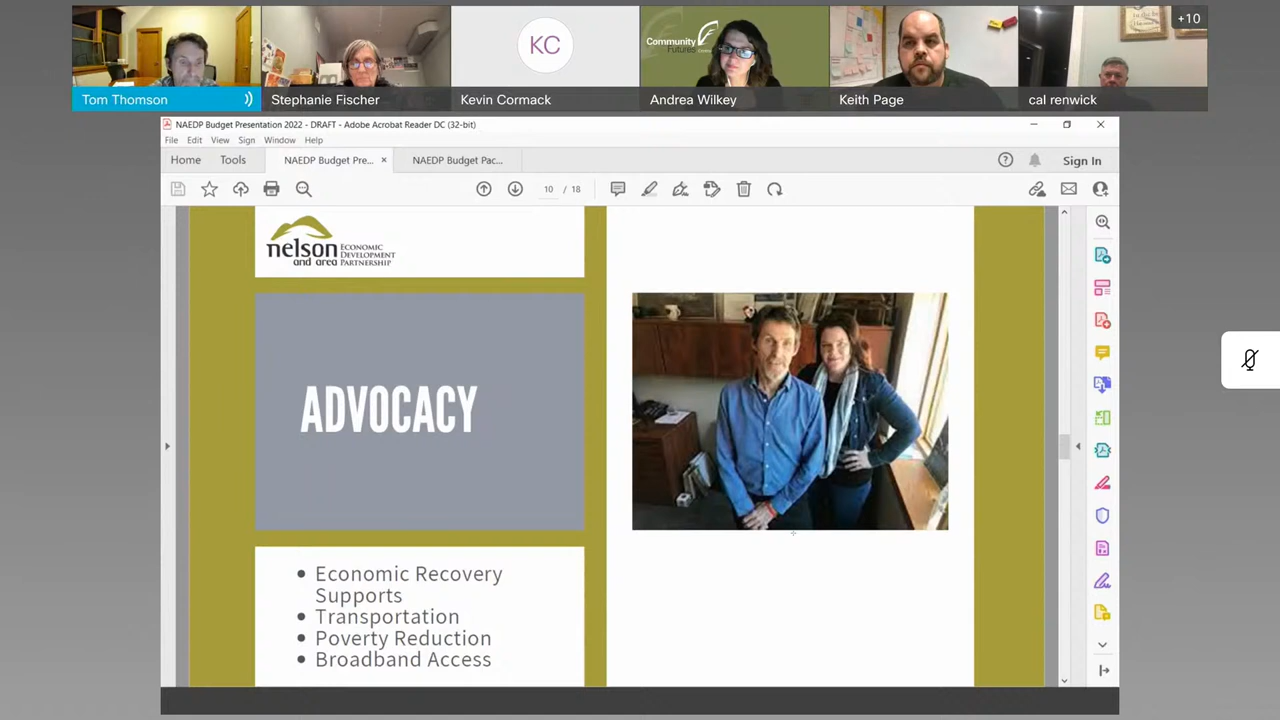 +10
KC
Community
Futures
Tom Thomson
Stephanie Fischer
Kevin Cormack
Andrea Wilkey
Keith Page
cal renwick
NAEDP Budget Presentation 2022 - DRAFT - Adobe Acrobat Reader DC (32-bit)
File Edit View Sign Window Help
Home Tools NAEDP Budget Pre... × NAEDP Budget Pac... Sign In
10 / 18
nelson
and area
ECONOMIC
DEVELOPMENT
PARTNERSHIP
ADVOCACY
• Economic Recovery
Supports
• Transportation
• Poverty Reduction
• Broadband Access